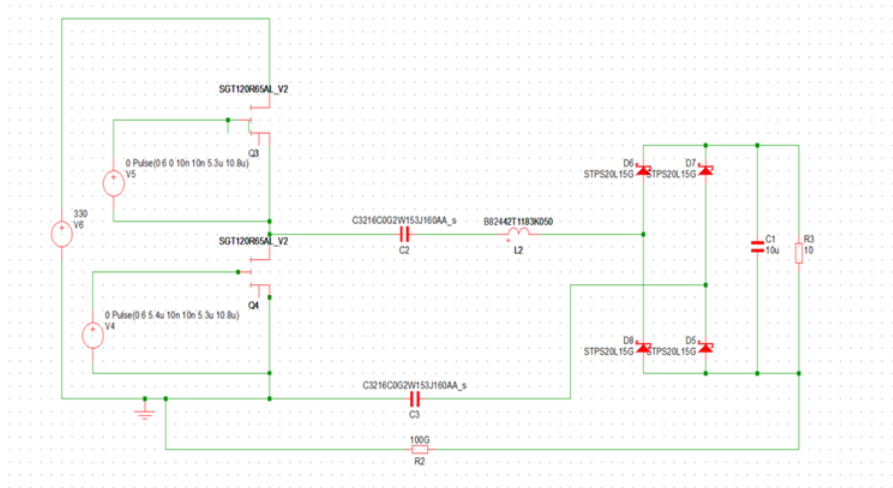 SGT120R65AL_V2
Q3
0 Pulse(0 6 0 10n 10n 5.3u 10.8u)
V5
330
V6
SGT120R65AL_V2
Q4
0 Pulse(0 6 5.4u 10n 10n 5.3u 10.8u)
V4
C3216C0G2W153J160AA_s
C2
B82442T1183K050
L2
D6
STPS20L15G
D7
STPS20L15G
C1
10u
R3
10
D8
STPS20L15G
D5
STPS20L15G
C3216C0G2W153J160AA_s
C3
100G
R2